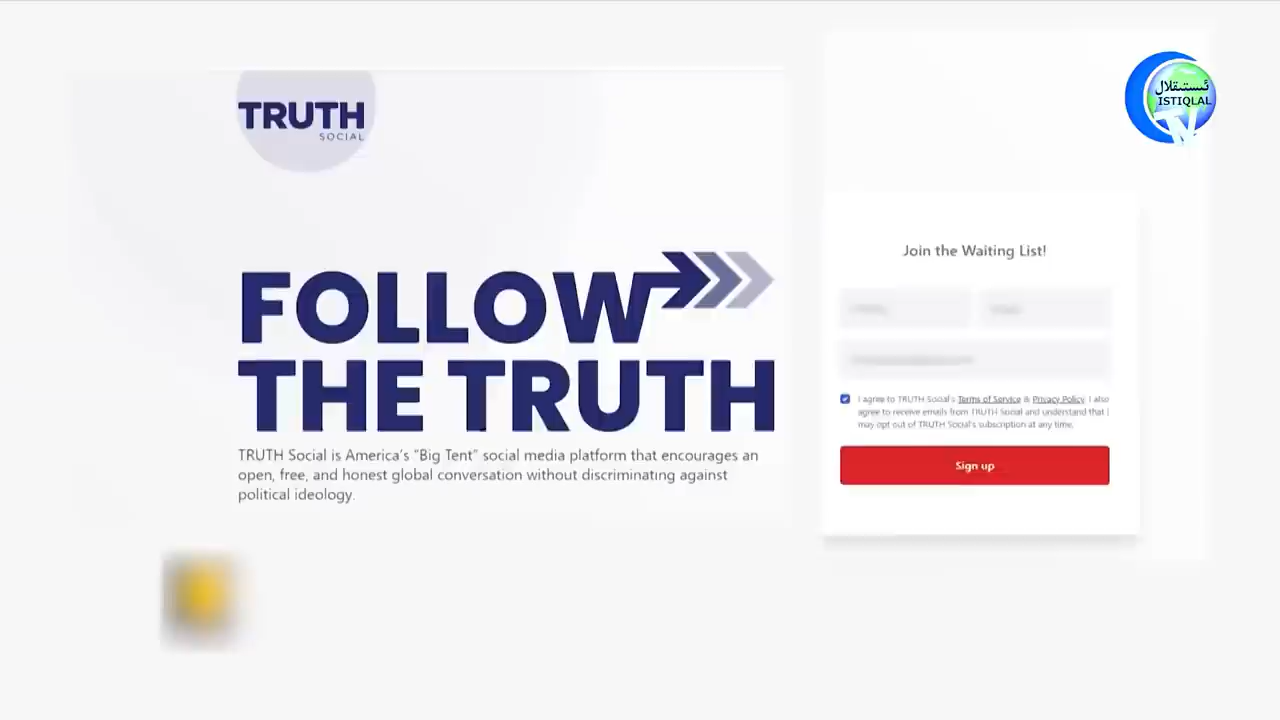 TRUTH
SOCIAL
FOLLOW
THE TRUTH
TRUTH Social is America's "Big Tent" social media platform that encourages an
open, free, and honest global conversation without discriminating against
political ideology.
ئىستىقلال
ISTIQLAL
TV
Join the Waiting List!
I agree to TRUTH Social's Terms of Service & Privacy Policy. I also
agree to receive emails from TRUTH Social and understand that I
may opt out of TRUTH Social's subscription at any time.
Sign up